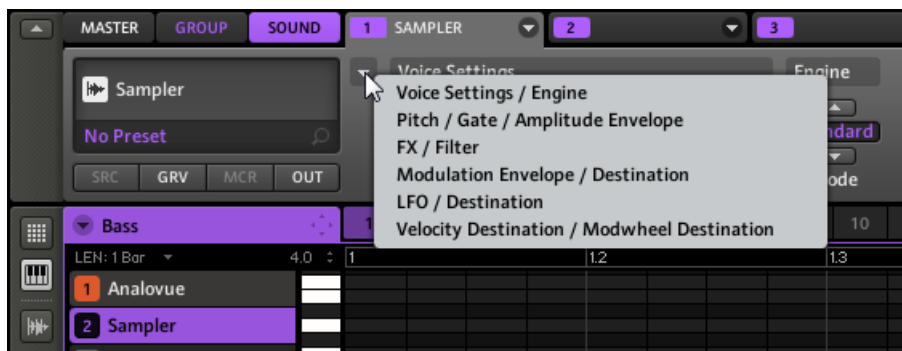 MASTER GROUP SOUND 1 SAMPLER 2 3
Voice Settings Engine
Sampler
Voice Settings / Engine
Pitch / Gate / Amplitude Envelope
No Preset
FX / Filter
Modulation Envelope / Destination
SRC GRV MCR OUT
LFO / Destination
Velocity Destination / Modwheel Destination
Bass 1 10
LEN: 1 Bar 4.0 1 1.2 1.3
1 Analovue
2 Sampler